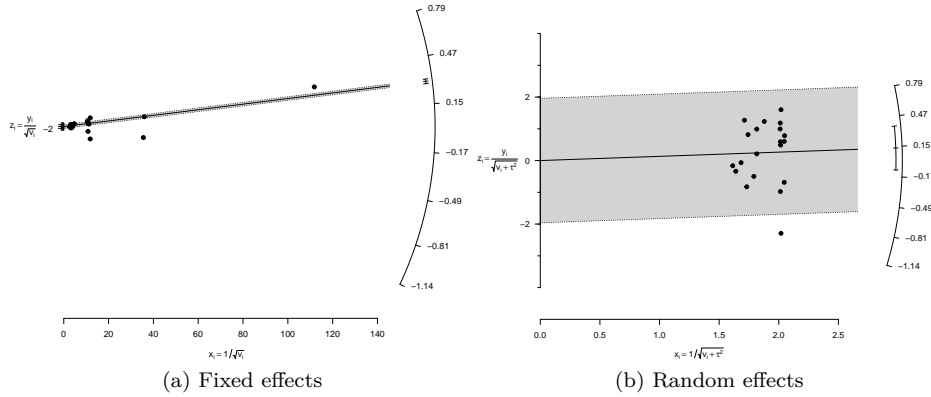 0.79
0.47
0.15
−0.17
−0.49
−0.81
−1.14
z_i = y_i / √v_i
−2
0 20 40 60 80 100 120 140
x_i = 1/√v_i
(a) Fixed effects
2
0
−2
z_i = y_i / √(v_i + τ²)
0.79
0.47
0.15
−0.17
−0.49
−0.81
−1.14
0.0 0.5 1.0 1.5 2.0 2.5
x_i = 1/√(v_i + τ²)
(b) Random effects